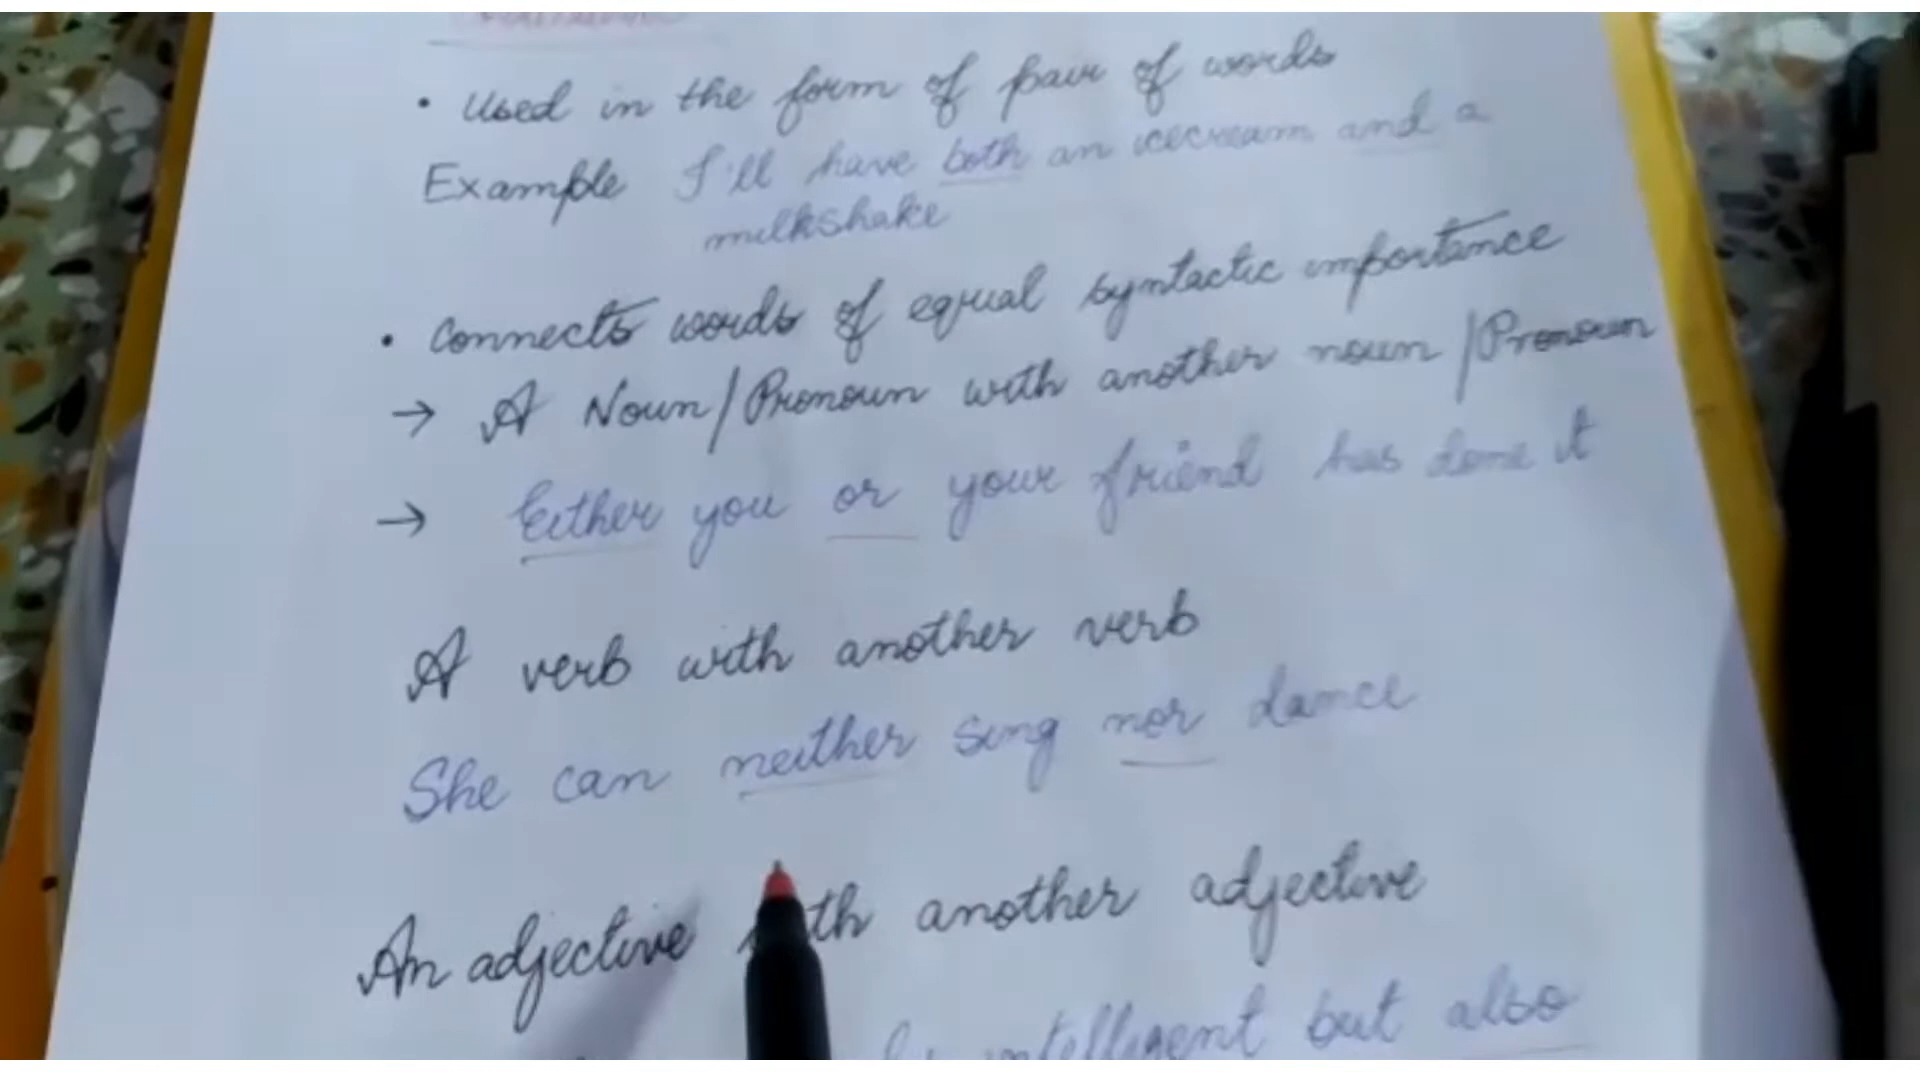 • Used in the form of pair of words
Example I'll have both an icecream and a
milkshake
• Connects words of equal syntactic importance
→ A Noun/Pronoun with another noun/Pronoun
→ Either you or your friend has done it
A verb with another verb
She can neither sing nor dance
An adjective another adjective
intelligent but also